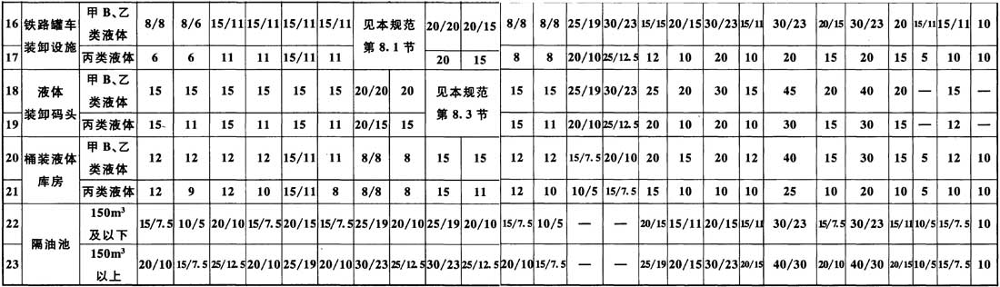 16 铁路罐车 甲B、乙 8/8 8/6 15/11 15/11 15/11 15/11 见本规范 20/20 20/15 8/8 8/8 25/19 30/23 15/15 20/15 20/15 15/11 30/23 20/15 30/23 20 15/11 15/11 10
装卸设施 类液体 第8.1节
17 丙类液体 6 6 11 11 15/11 11 20 15 8 8 20/10 25/12.5 12 10 20 10 20 15 20 15 5 10 10
18 液体 甲B、乙 15 15 15 15 15 15 20/20 20 见本规范 15 15 25/19 30/23 25 20 30 15 45 20 40 20 — 15 —
装卸码头 类液体 第8.3节
19 丙类液体 15 11 15 11 15 11 20/15 15 15 11 20/10 25/12.5 20 10 20 10 30 15 30 15 — 12 —
20 桶装液体 甲B、乙 12 12 12 12 15/11 11 8/8 8 15 15 12 12 15/7.5 20/10 20 15 20 12 40 15 30 15 5 12 10
库房 类液体
21 丙类液体 12 9 12 10 15/11 8 8/8 8 15 11 12 10 10/5 15/7.5 15 10 10 10 25 10 20 10 5 10 10
22 隔油池 150m³ 15/7.5 10/5 20/10 15/7.5 20/15 15/7.5 25/19 20/10 25/19 20/10 15/7.5 10/5 — — 20/15 15/11 20/15 15/11 30/23 15/7.5 30/23 15/11 10/5 15/7.5 10
及以下
23 150m³ 20/10 15/7.5 25/12.5 20/10 25/19 20/10 30/23 25/12.5 30/23 25/12.5 20/10 15/7.5 — — 25/19 20/15 30/23 20/15 40/30 20/10 40/30 20/15 10/5 15/7.5 10
以上